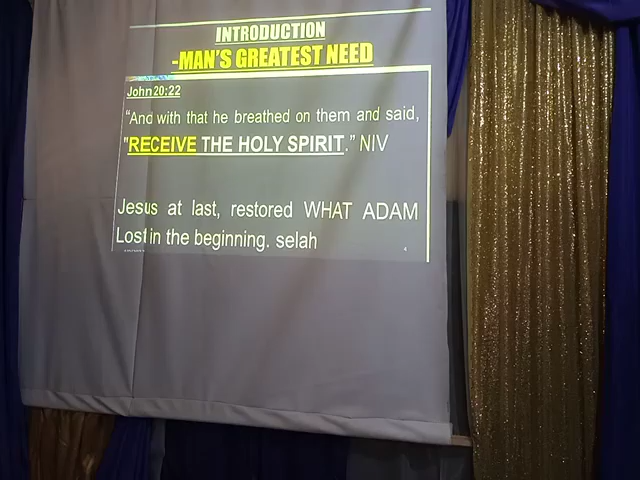 INTRODUCTION
-MAN'S GREATEST NEED
John 20:22
"And with that he breathed on them and said,
"RECEIVE THE HOLY SPIRIT." NIV
Jesus at last, restored WHAT ADAM
Lost in the beginning. selah